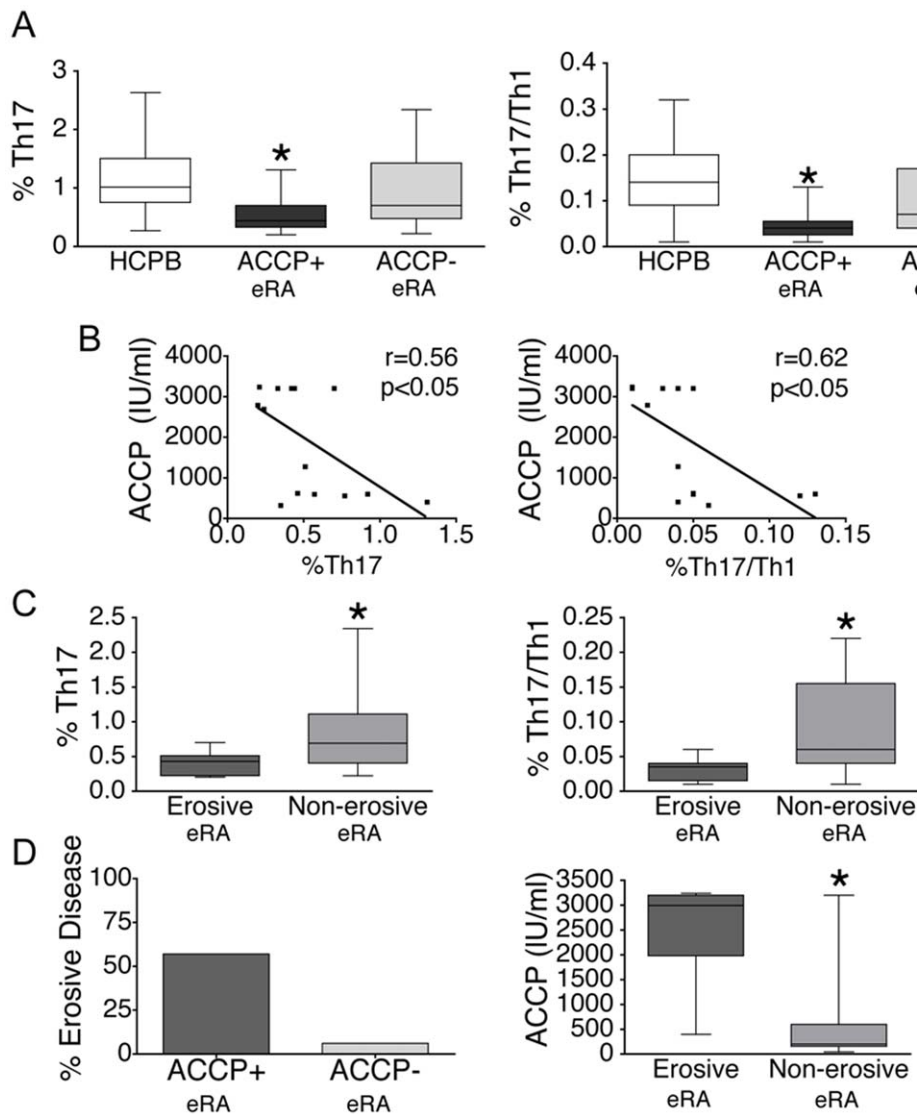 A
% Th17
3
2
1
0
HCPB
ACCP+
eRA
ACCP-
eRA
*
% Th17/Th1
0.4
0.3
0.2
0.1
0.0
HCPB
ACCP+
eRA
*
B
ACCP (IU/ml)
4000
3000
2000
1000
0
0.0
0.5
1.0
1.5
%Th17
r=0.56
p<0.05
ACCP (IU/ml)
4000
3000
2000
1000
0
0.00
0.05
0.10
0.15
%Th17/Th1
r=0.62
p<0.05
C
% Th17
2.5
2.0
1.5
1.0
0.5
0.0
Erosive
eRA
Non-erosive
eRA
*
% Th17/Th1
0.25
0.20
0.15
0.10
0.05
0.00
Erosive
eRA
Non-erosive
eRA
*
D
% Erosive Disease
100
75
50
25
0
ACCP+
eRA
ACCP-
eRA
ACCP (IU/ml)
3500
3000
2500
2000
1500
1000
500
0
Erosive
eRA
Non-erosive
eRA
*